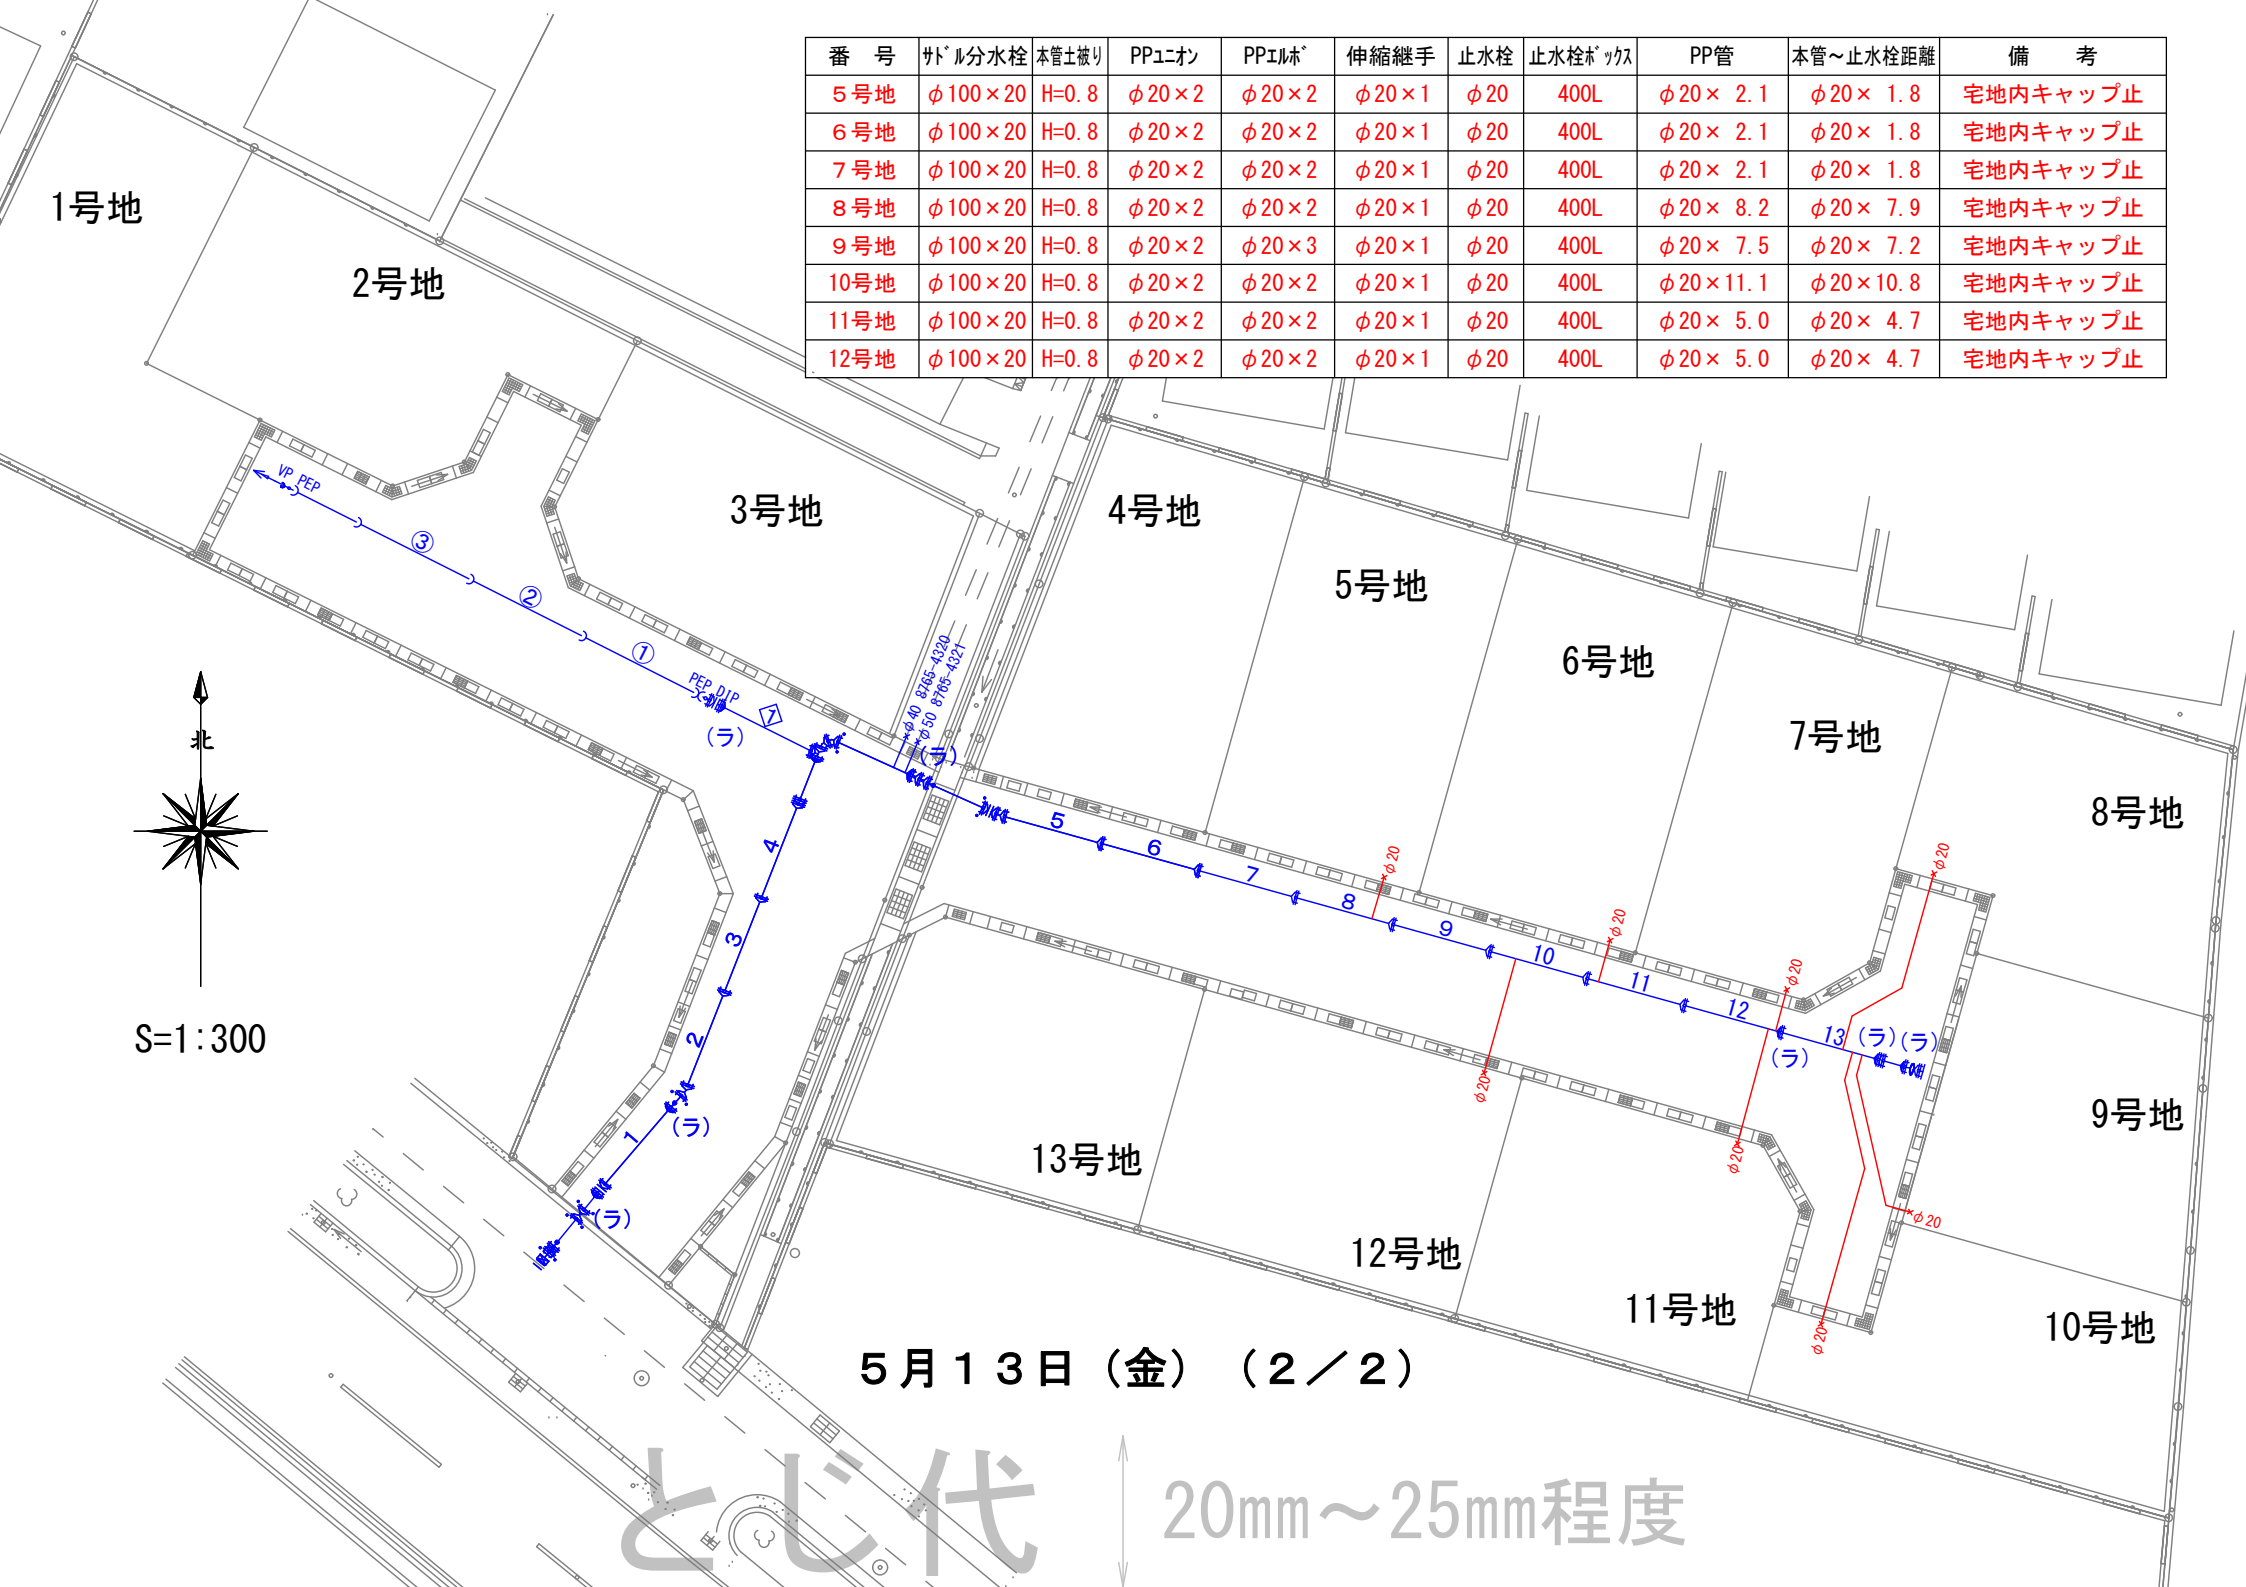 番　号 ｻﾄﾞﾙ分水栓 本管土被り PPﾕﾆｵﾝ PPｴﾙﾎﾞ 伸縮継手 止水栓 止水栓ﾎﾞｯｸｽ PP管 本管～止水栓距離 備　　考
５号地 φ100×20 H=0.8 φ20×2 φ20×2 φ20×1 φ20 400L φ20× 2.1 φ20× 1.8 宅地内キャップ止
６号地 φ100×20 H=0.8 φ20×2 φ20×2 φ20×1 φ20 400L φ20× 2.1 φ20× 1.8 宅地内キャップ止
７号地 φ100×20 H=0.8 φ20×2 φ20×2 φ20×1 φ20 400L φ20× 2.1 φ20× 1.8 宅地内キャップ止
８号地 φ100×20 H=0.8 φ20×2 φ20×2 φ20×1 φ20 400L φ20× 8.2 φ20× 7.9 宅地内キャップ止
９号地 φ100×20 H=0.8 φ20×2 φ20×3 φ20×1 φ20 400L φ20× 7.5 φ20× 7.2 宅地内キャップ止
10号地 φ100×20 H=0.8 φ20×2 φ20×2 φ20×1 φ20 400L φ20×11.1 φ20×10.8 宅地内キャップ止
11号地 φ100×20 H=0.8 φ20×2 φ20×2 φ20×1 φ20 400L φ20× 5.0 φ20× 4.7 宅地内キャップ止
12号地 φ100×20 H=0.8 φ20×2 φ20×2 φ20×1 φ20 400L φ20× 5.0 φ20× 4.7 宅地内キャップ止
1号地
2号地
3号地
4号地
5号地
6号地
7号地
8号地
9号地
10号地
11号地
12号地
13号地
VP PEP
③
②
①
PEP DIP
(ラ)
1
φ40 8765-4320
φ50 8765-4321
(ラ)
4
3
2
(ラ)
1
(ラ)
5
6
7
8
9
10
11
12
(ラ)
13
(ラ)
(ラ)
φ20
φ20
φ20
φ20
φ20
φ20
φ20
φ20
北
S=1:300
５月１３日（金）（２／２）
とじ代
20mm～25mm程度